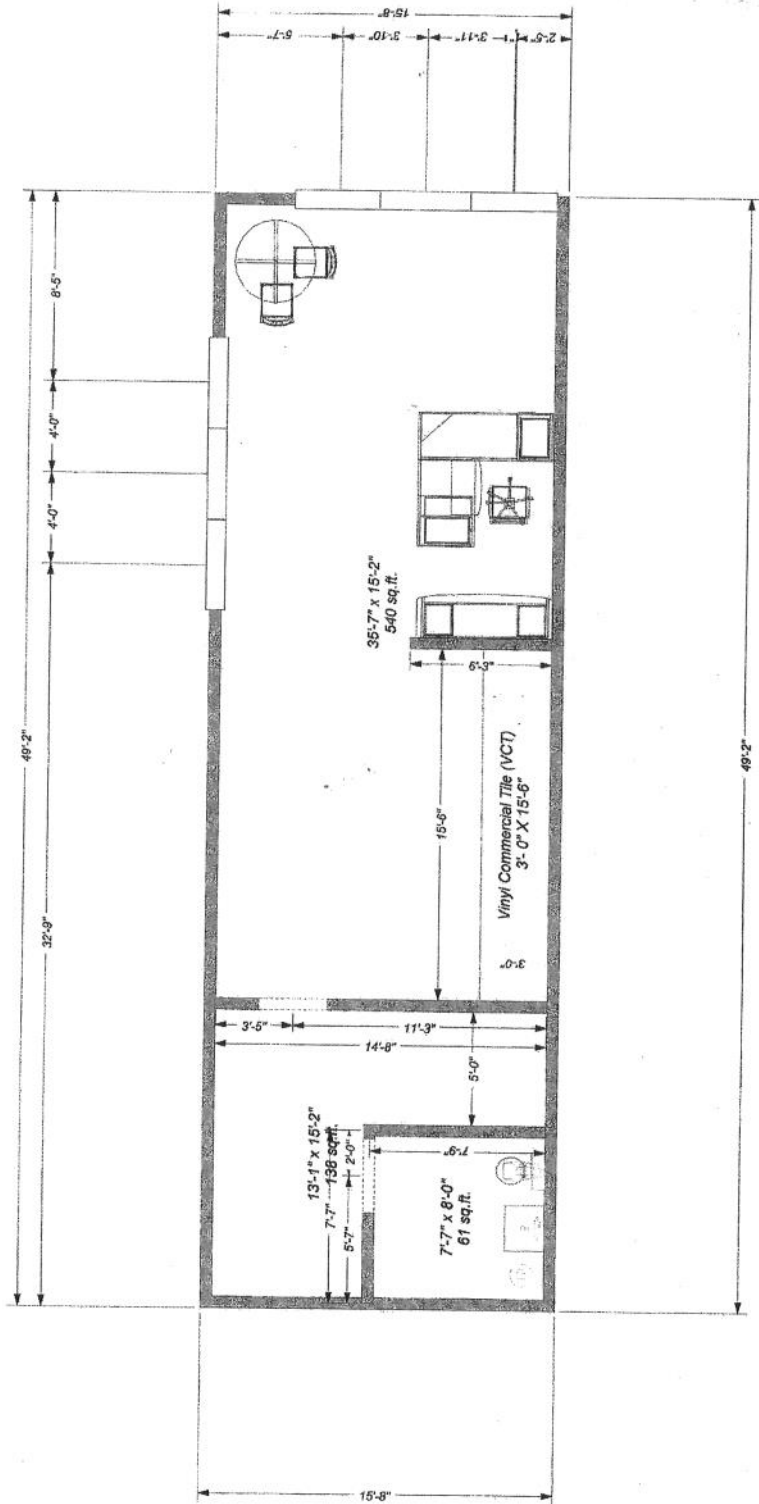 15'-8"
5'-7"
3'-10"
3'-11"
2'-5"
49'-2"
8'-5"
4'-0"
4'-0"
32'-9"
35'-7" x 15'-2"
540 sq.ft.
6'-3"
15'-6"
Vinyl Commercial Tile (VCT)
3'- 0" X 15'-6"
3'-0"
3'-5"
11'-3"
14'-8"
5'-0"
13'-1" x 15'-2"
138 sq.ft.
7'-7"
2'-0"
5'-7"
7'-9"
7'-7" x 8'-0"
61 sq.ft.
49'-2"
15'-8"